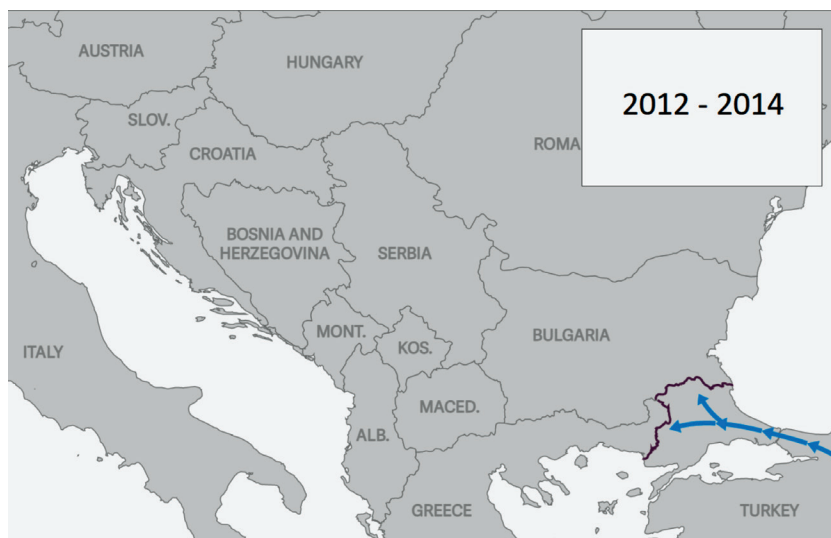 AUSTRIA
HUNGARY
2012 - 2014
SLOV.
CROATIA
ROMA
BOSNIA AND
HERZEGOVINA
SERBIA
MONT.
KOS.
BULGARIA
ITALY
MACED.
ALB.
GREECE
TURKEY